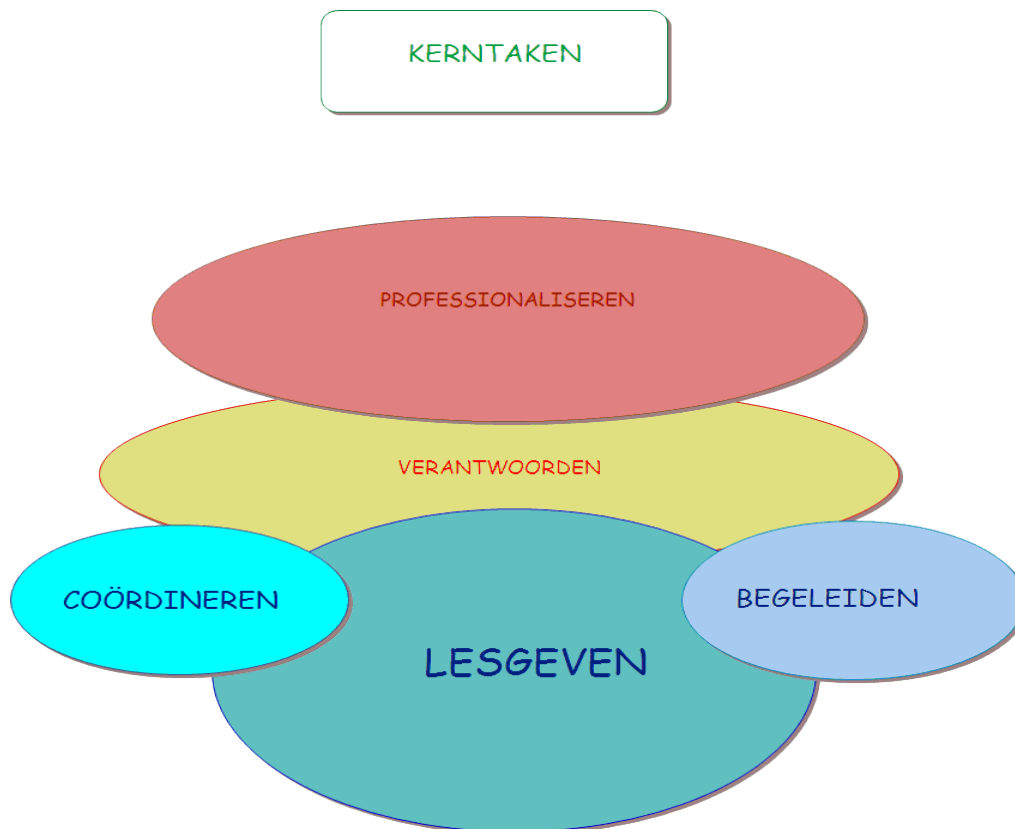 KERNTAKEN
PROFESSIONALISEREN
VERANTWOORDEN
COÖRDINEREN
BEGELEIDEN
LESGEVEN